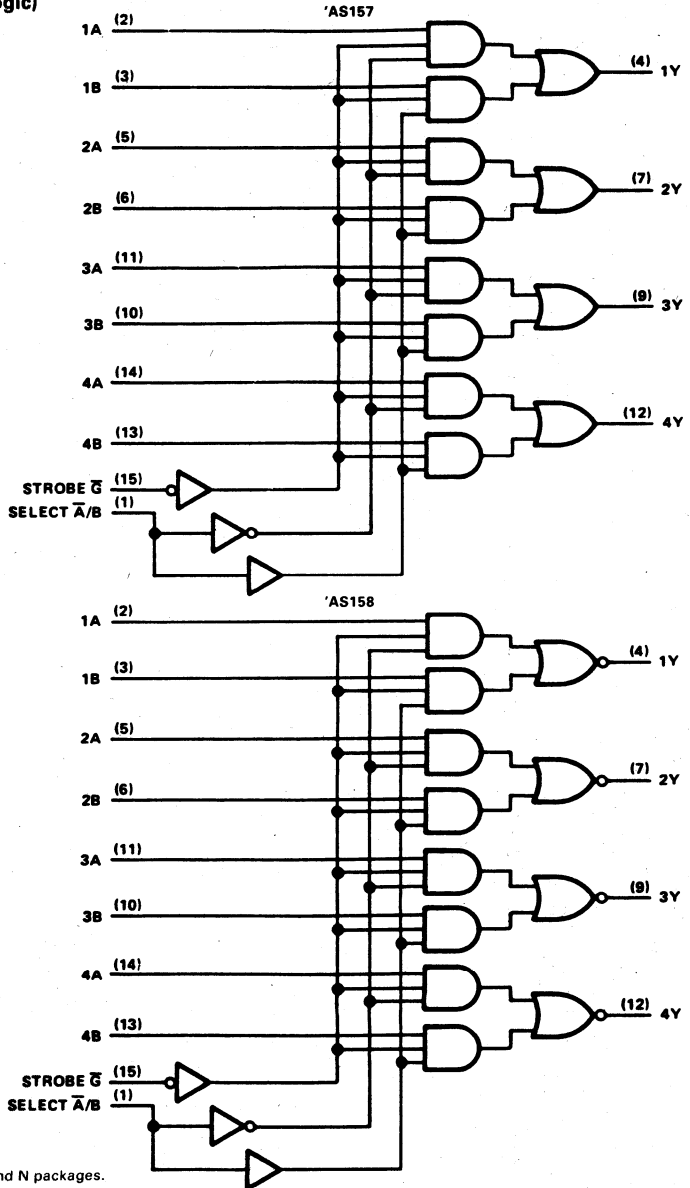 ogic)
'AS157
1A (2)
(4) 1Y
1B (3)
2A (5)
(7) 2Y
2B (6)
3A (11)
(9) 3Y
3B (10)
4A (14)
(12) 4Y
4B (13)
STROBE G̅ (15)
SELECT A̅/B (1)
'AS158
1A (2)
(4) 1Y
1B (3)
2A (5)
(7) 2Y
2B (6)
3A (11)
(9) 3Y
3B (10)
4A (14)
(12) 4Y
4B (13)
STROBE G̅ (15)
SELECT A̅/B (1)
nd N packages.